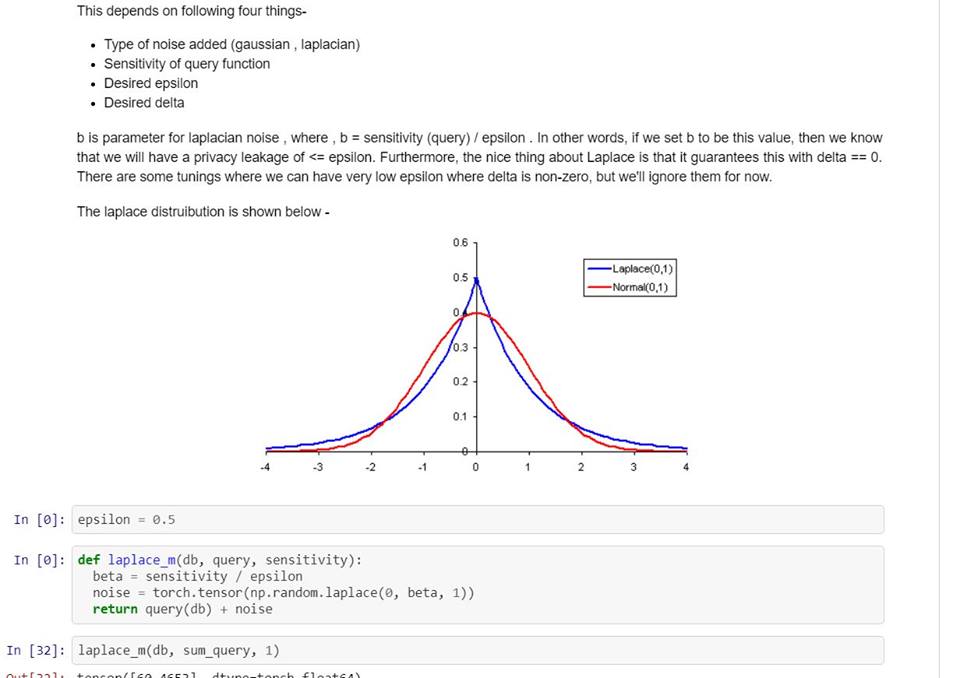 This depends on following four things-
• Type of noise added (gaussian , laplacian)
• Sensitivity of query function
• Desired epsilon
• Desired delta
b is parameter for laplacian noise , where , b = sensitivity (query) / epsilon . In other words, if we set b to be this value, then we know
that we will have a privacy leakage of <= epsilon. Furthermore, the nice thing about Laplace is that it guarantees this with delta == 0.
There are some tunings where we can have very low epsilon where delta is non-zero, but we'll ignore them for now.
The laplace distruibution is shown below -
0.6
0.5
0.3
0.2
0.1
0
-4 -3 -2 -1 0 1 2 3 4
Laplace(0,1)
Normal(0,1)
In [0]: epsilon = 0.5
In [0]: def laplace_m(db, query, sensitivity):
beta = sensitivity / epsilon
noise = torch.tensor(np.random.laplace(0, beta, 1))
return query(db) + noise
In [32]: laplace_m(db, sum_query, 1)